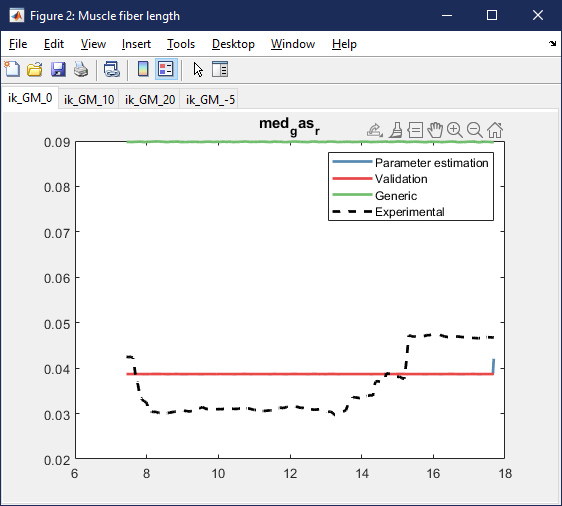 Figure 2: Muscle fiber length
File Edit View Insert Tools Desktop Window Help
ik_GM_0 ik_GM_10 ik_GM_20 ik_GM_-5
med_gas_r
0.09
0.08
0.07
0.06
0.05
0.04
0.03
0.02
6 8 10 12 14 16 18
Parameter estimation
Validation
Generic
Experimental